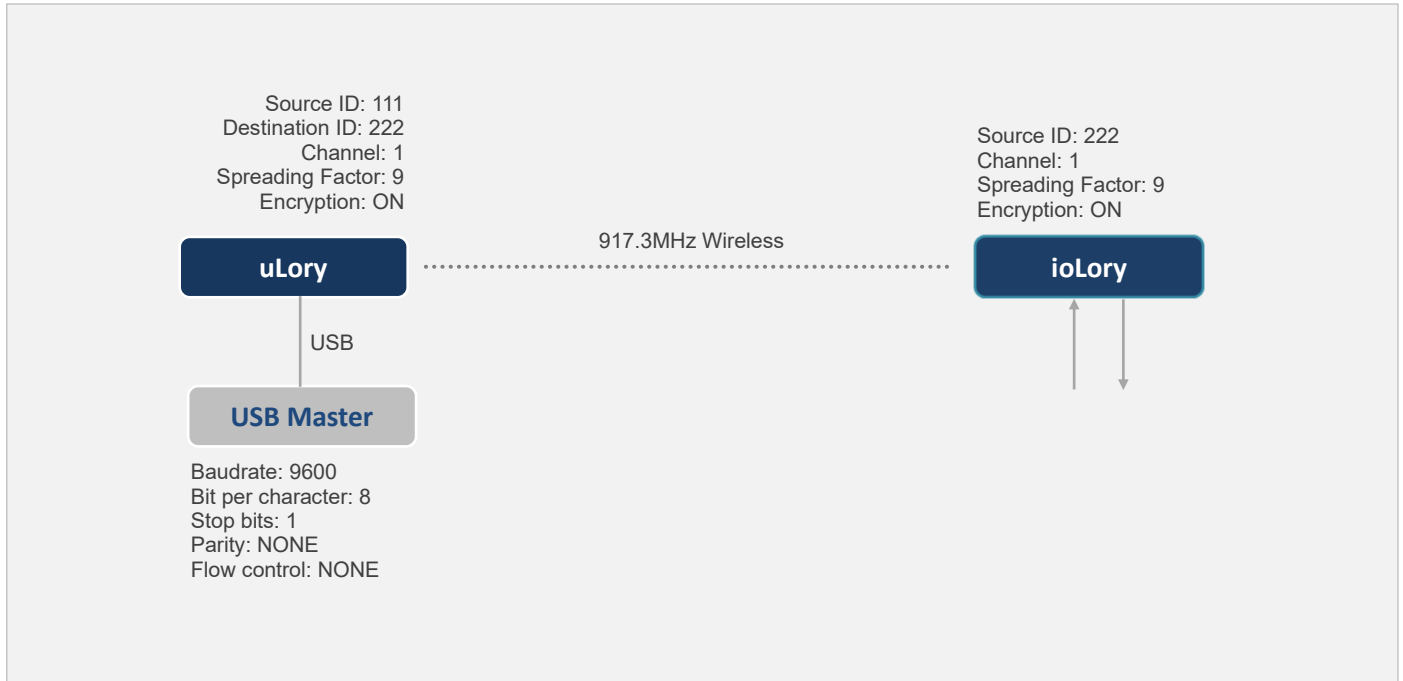 Source ID: 111
Destination ID: 222
Channel: 1
Spreading Factor: 9
Encryption: ON
Source ID: 222
Channel: 1
Spreading Factor: 9
Encryption: ON
917.3MHz Wireless
uLory
ioLory
USB
USB Master
Baudrate: 9600
Bit per character: 8
Stop bits: 1
Parity: NONE
Flow control: NONE